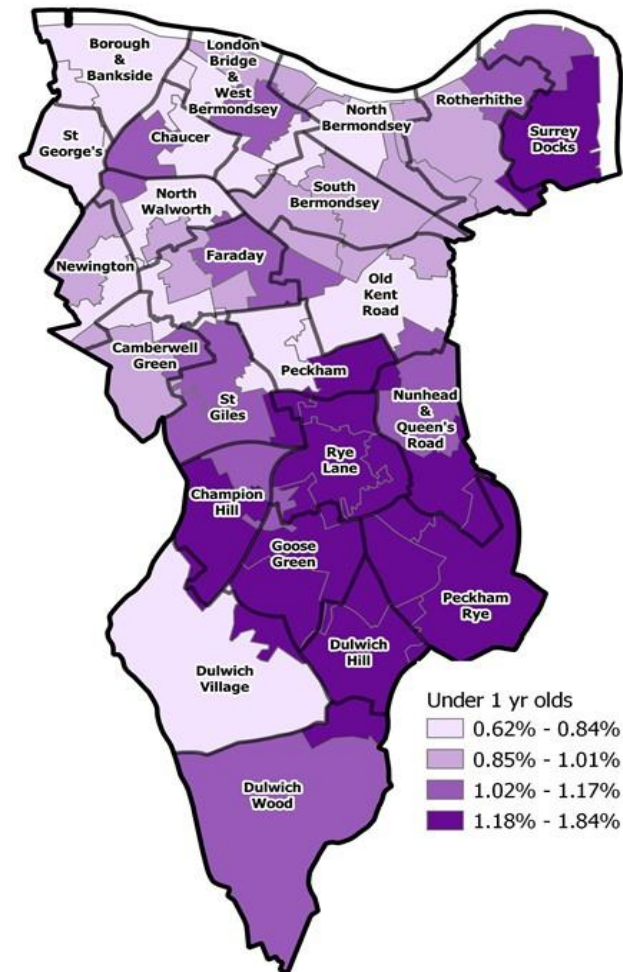 Borough
&
Bankside
London
Bridge
&
West
Bermondsey
North
Bermondsey
Rotherhithe
Surrey
Docks
St
George's
Chaucer
North
Walworth
South
Bermondsey
Newington
Faraday
Old
Kent
Road
Camberwell
Green
Peckham
St
Giles
Nunhead
&
Queen's
Road
Rye
Lane
Champion
Hill
Goose
Green
Peckham
Rye
Dulwich
Hill
Dulwich
Village
Dulwich
Wood
Under 1 yr olds
0.62% - 0.84%
0.85% - 1.01%
1.02% - 1.17%
1.18% - 1.84%